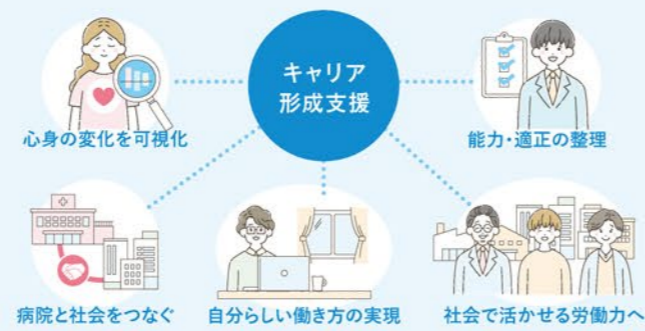 キャリア
形成支援
心身の変化を可視化
能力・適正の整理
病院と社会をつなぐ
自分らしい働き方の実現
社会で活かせる労働力へ